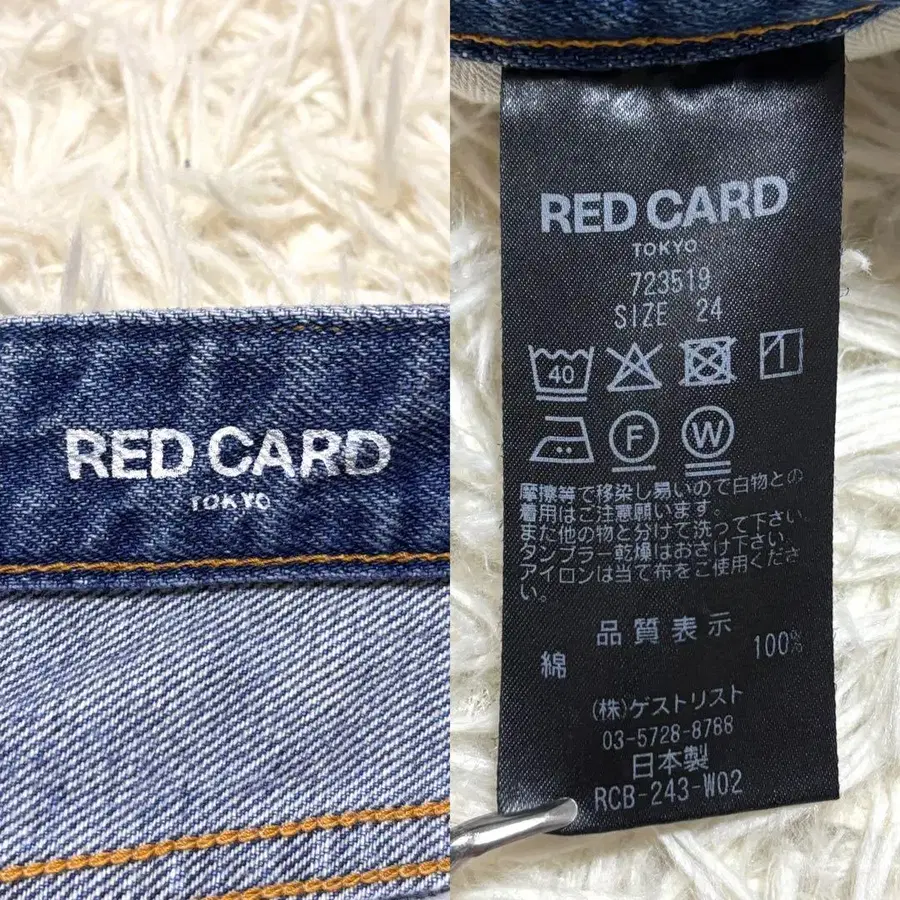 RED CARD
TOKYO
RED CARD
TOKYO
723519
SIZE 24
40
F
W
摩擦等で移染し易いので白物との
着用はご注意願います。
また他の物と分けて洗って下さい。
タンブラー乾燥はおさけ下さい。
アイロンは当て布をご使用くださ
い。
品質表示
綿 100%
(株)ゲストリスト
03-5728-8788
日本製
RCB-243-W02